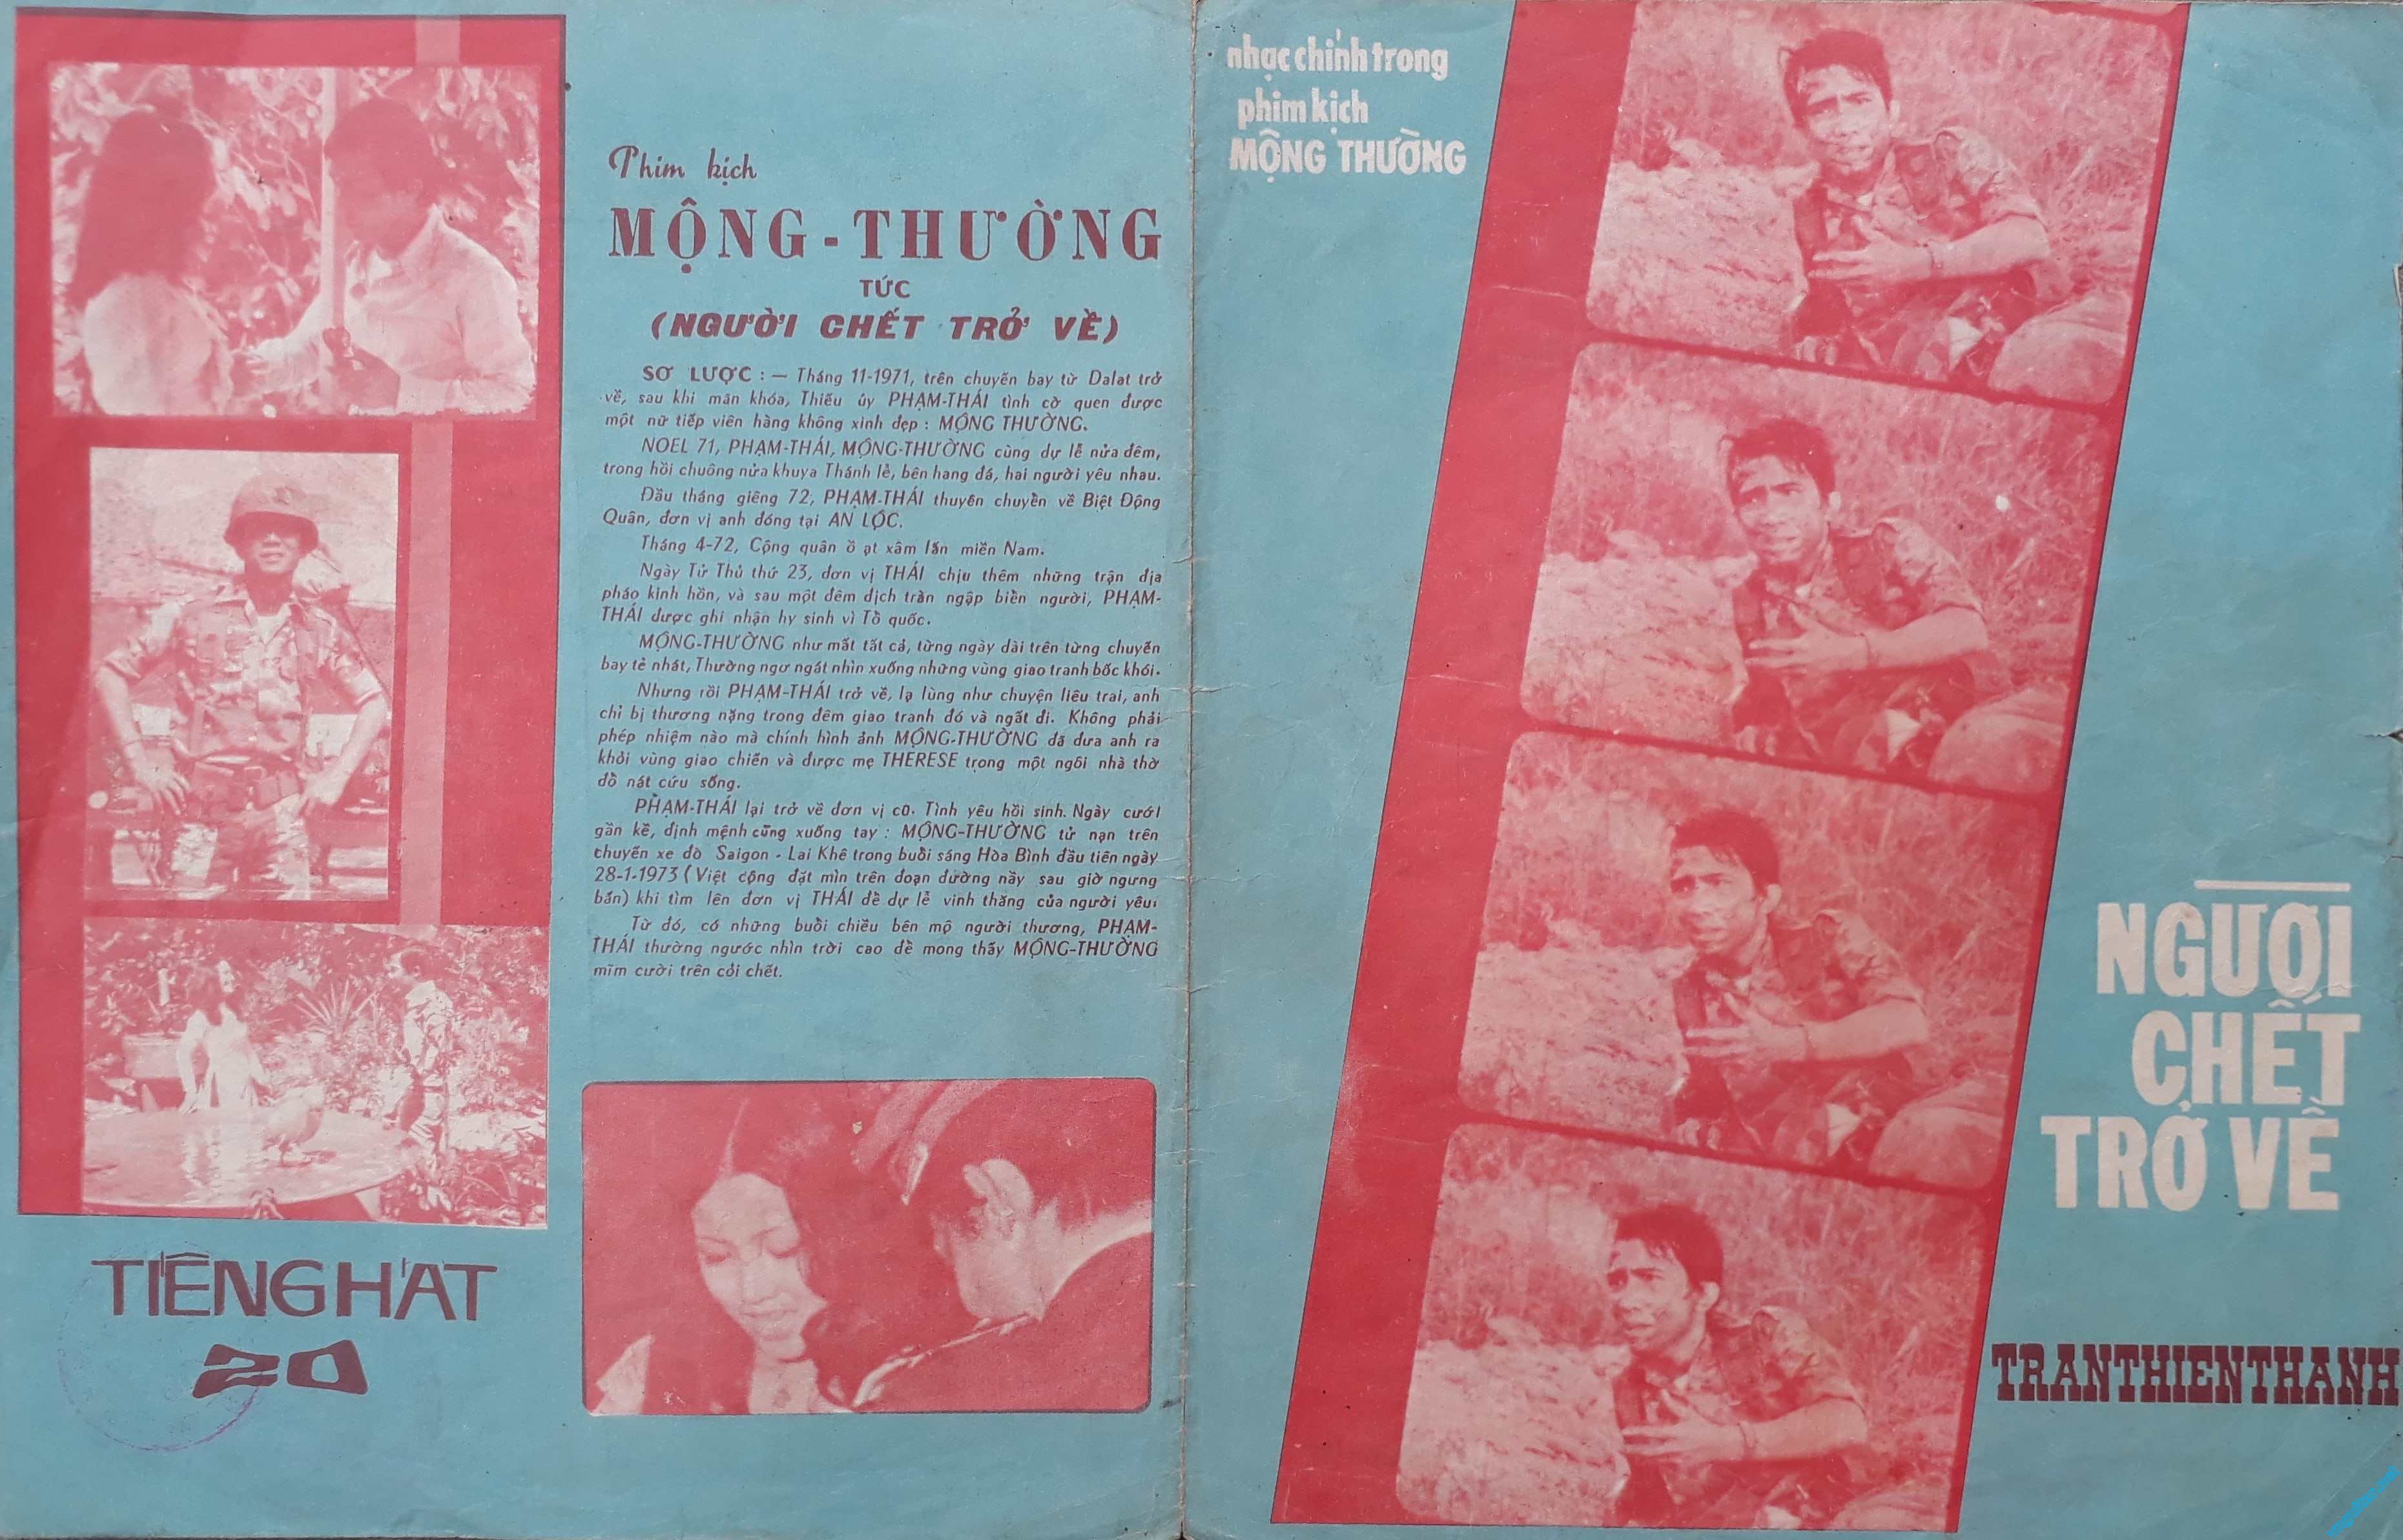 Phim kịch
MỘNG-THƯỜNG
TỨC
(NGƯỜI CHẾT TRỞ VỀ)
SƠ LƯỢC : — Tháng 11-1971, trên chuyến bay từ Dalat trở
về, sau khi mãn khóa, Thiếu úy PHẠM-THÁI tình cờ quen được
một nữ tiếp viên hàng không xinh đẹp : MỘNG THƯỜNG.
NOEL 71, PHẠM-THÁI, MỘNG-THƯỜNG cùng dự lễ nửa đêm,
trong hồi chuông nửa khuya Thánh lễ, bên hang đá, hai người yêu nhau.
Đầu tháng giêng 72, PHẠM-THÁI thuyên chuyển về Biệt Động
Quân, đơn vị anh đóng tại AN LỘC.
Tháng 4-72, Cộng quân ồ ạt xâm lấn miền Nam.
Ngày Tử Thủ thứ 23, đơn vị THÁI chịu thêm những trận địa
pháo kinh hồn, và sau một đêm địch tràn ngập biển người, PHẠM-
THÁI được ghi nhận hy sinh vì Tổ quốc.
MỘNG-THƯỜNG như mất tất cả, từng ngày dài trên từng chuyến
bay tẻ nhát, Thường ngơ ngát nhìn xuống những vùng giao tranh bốc khói.
Nhưng rồi PHẠM-THÁI trở về, lạ lùng như chuyện liêu trai, anh
chỉ bị thương nặng trong đêm giao tranh đó và ngất đi. Không phải
phép nhiệm nào mà chính hình ảnh MỘNG-THƯỜNG đã đưa anh ra
khỏi vùng giao chiến và được mẹ THERESE trong một ngôi nhà thờ
đổ nát cứu sống.
PHẠM-THÁI lại trở về đơn vị cũ. Tình yêu hồi sinh. Ngày cưới
gần kề, định mệnh cũng xuống tay : MỘNG-THƯỜNG tử nạn trên
chuyến xe đò Saigon - Lai Khê trong buổi sáng Hòa Bình đầu tiên ngày
28-1-1973 (Việt cộng đặt mìn trên đoạn đường nầy sau giờ ngưng
bắn) khi tìm lên đơn vị THÁI để dự lễ vinh thăng của người yêu.
Từ đó, có những buổi chiều bên mộ người thương, PHẠM-
THÁI thường ngước nhìn trời cao để mong thấy MỘNG-THƯỜNG
mỉm cười trên cỏi chết.
TIẾNG HÁT
20
nhạc chính trong
phim kịch
MỘNG THƯỜNG
NGƯỜI
CHẾT
TRỞ VỀ
TRANTHIENTHANH